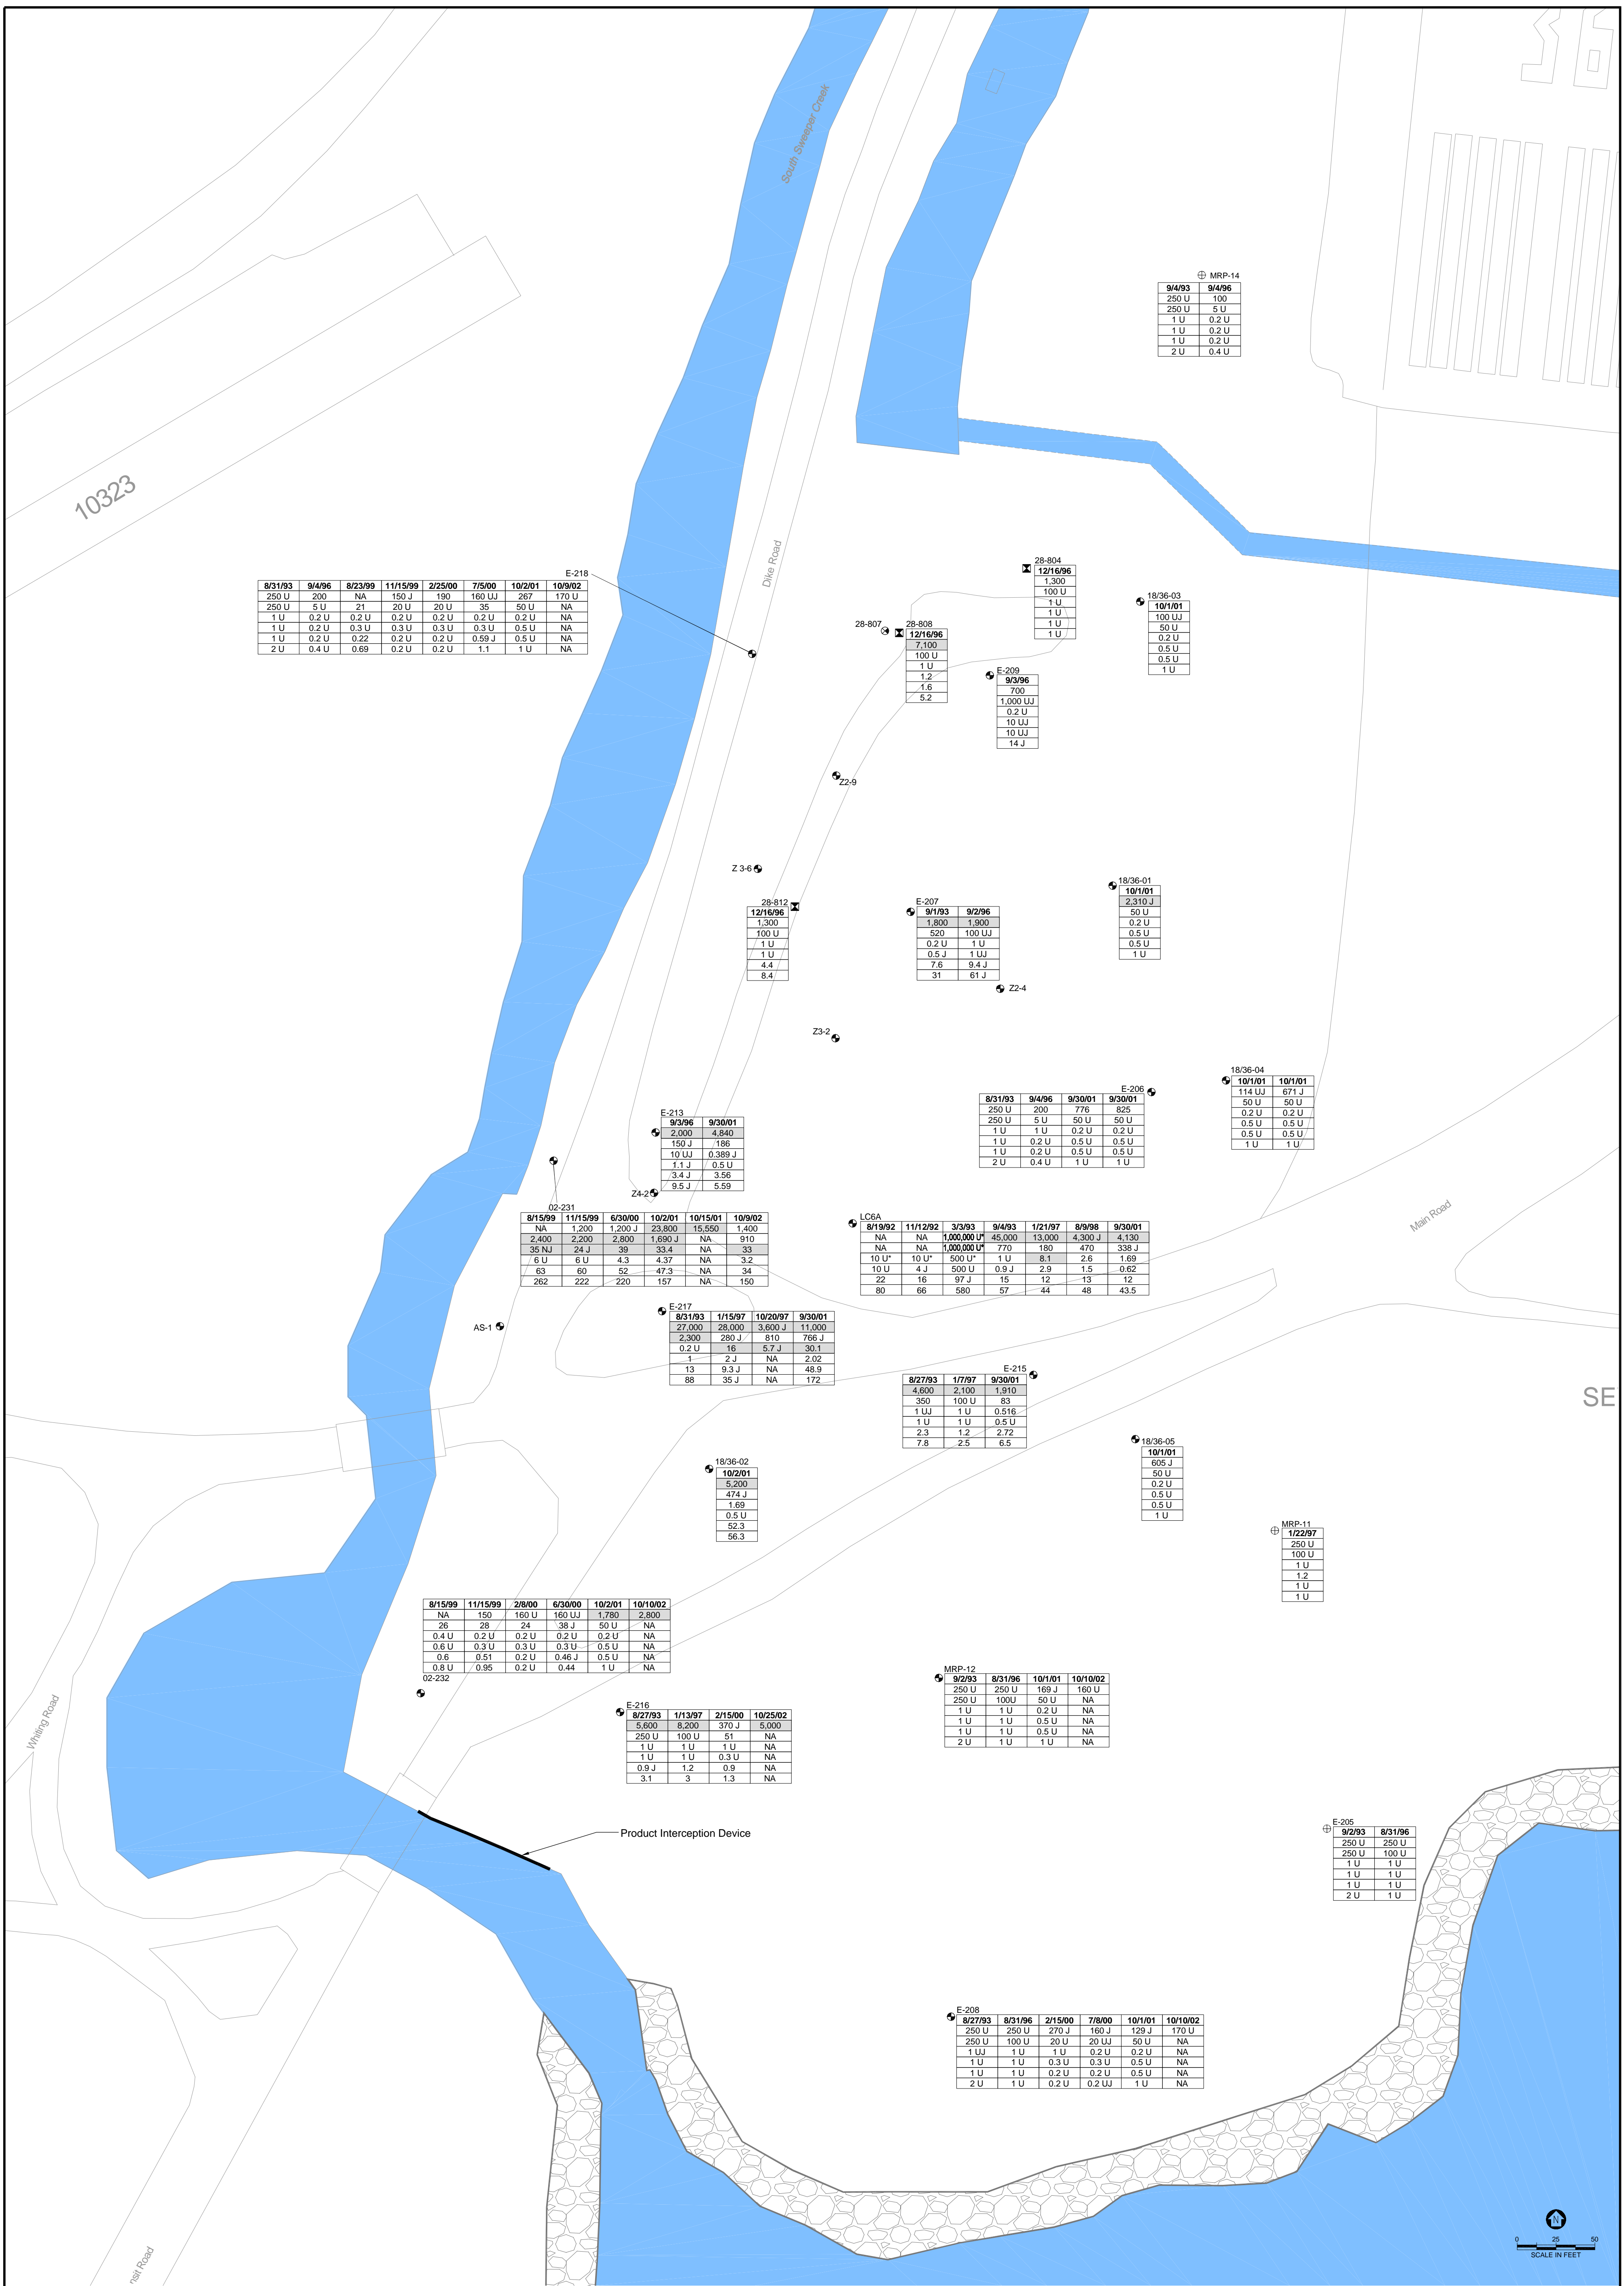 South Sweeper Creek
MRP-14
9/4/93 9/4/96
250 U 100
250 U 5 U
1 U 0.2 U
1 U 0.2 U
1 U 0.2 U
2 U 0.4 U
10323
Dike Road
E-218
8/31/93 9/4/96 8/23/99 11/15/99 2/25/00 7/5/00 10/2/01 10/9/02
250 U 200 NA 150 J 190 160 UJ 267 170 U
250 U 5 U 21 20 U 20 U 35 50 U NA
1 U 0.2 U 0.2 U 0.2 U 0.2 U 0.2 U 0.2 U NA
1 U 0.2 U 0.3 U 0.3 U 0.3 U 0.3 U 0.5 U NA
1 U 0.2 U 0.22 0.2 U 0.2 U 0.59 J 0.5 U NA
2 U 0.4 U 0.69 0.2 U 0.2 U 1.1 1 U NA
28-804
12/16/96
1,300
100 U
1 U
1 U
1 U
1 U
18/36-03
10/1/01
100 UJ
50 U
0.2 U
0.5 U
0.5 U
1 U
28-807
28-808
12/16/96
7,100
100 U
1 U
1.2
1.6
5.2
E-209
9/3/96
700
1,000 UJ
0.2 U
10 UJ
10 UJ
14 J
Z2-9
Z 3-6
28-812
12/16/96
1,300
100 U
1 U
1 U
4.4
8.4
E-207
9/1/93 9/2/96
1,800 1,900
520 100 UJ
0.2 U 1 U
0.5 J 1 UJ
7.6 9.4 J
31 61 J
18/36-01
10/1/01
2,310 J
50 U
0.2 U
0.5 U
0.5 U
1 U
Z2-4
Z3-2
18/36-04
10/1/01 10/1/01
114 UJ 671 J
50 U 50 U
0.2 U 0.2 U
0.5 U 0.5 U
0.5 U 0.5 U
1 U 1 U
E-206
8/31/93 9/4/96 9/30/01 9/30/01
250 U 200 776 825
250 U 5 U 50 U 50 U
1 U 1 U 0.2 U 0.2 U
1 U 0.2 U 0.5 U 0.5 U
1 U 0.2 U 0.5 U 0.5 U
2 U 0.4 U 1 U 1 U
E-213
9/3/96 9/30/01
2,000 4,840
150 J 186
10 UJ 0.389 J
1.1 J 0.5 U
3.4 J 3.56
9.5 J 5.59
Z4-2
02-231
8/15/99 11/15/99 6/30/00 10/2/01 10/15/01 10/9/02
NA 1,200 1,200 J 23,800 15,550 1,400
2,400 2,200 2,800 1,690 J NA 910
35 NJ 24 J 39 33.4 NA 33
6 U 6 U 4.3 4.37 NA 3.2
63 60 52 47.3 NA 34
262 222 220 157 NA 150
LC6A
8/19/92 11/12/92 3/3/93 9/4/93 1/21/97 8/9/98 9/30/01
NA NA 1,000,000 U* 45,000 13,000 4,300 J 4,130
NA NA 1,000,000 U* 770 180 470 338 J
10 U* 10 U* 500 U* 1 U 8.1 2.6 1.69
10 U 4 J 500 U 0.9 J 2.9 1.5 0.62
22 16 97 J 15 12 13 12
80 66 580 57 44 48 43.5
Main Road
AS-1
E-217
8/31/93 1/15/97 10/20/97 9/30/01
27,000 28,000 3,600 J 11,000
2,300 280 J 810 766 J
0.2 U 16 5.7 J 30.1
1 2 J NA 2.02
13 9.3 J NA 48.9
88 35 J NA 172
E-215
8/27/93 1/7/97 9/30/01
4,600 2,100 1,910
350 100 U 83
1 UJ 1 U 0.516
1 U 1 U 0.5 U
2.3 1.2 2.72
7.8 2.5 6.5
SE
18/36-02
10/2/01
5,200
474 J
1.69
0.5 U
52.3
56.3
18/36-05
10/1/01
605 J
50 U
0.2 U
0.5 U
0.5 U
1 U
MRP-11
1/22/97
250 U
100 U
1 U
1.2
1 U
1 U
8/15/99 11/15/99 2/8/00 6/30/00 10/2/01 10/10/02
NA 150 160 U 160 UJ 1,780 2,800
26 28 24 38 J 50 U NA
0.4 U 0.2 U 0.2 U 0.2 U 0.2 U NA
0.6 U 0.3 U 0.3 U 0.3 U 0.5 U NA
0.6 0.51 0.2 U 0.46 J 0.5 U NA
0.8 U 0.95 0.2 U 0.44 1 U NA
02-232
Whiting Road
MRP-12
9/2/93 8/31/96 10/1/01 10/10/02
250 U 250 U 169 J 160 U
250 U 100U 50 U NA
1 U 1 U 0.2 U NA
1 U 1 U 0.5 U NA
1 U 1 U 0.5 U NA
2 U 1 U 1 U NA
E-216
8/27/93 1/13/97 2/15/00 10/25/02
5,600 8,200 370 J 5,000
250 U 100 U 51 NA
1 U 1 U 1 U NA
1 U 1 U 0.3 U NA
0.9 J 1.2 0.9 NA
3.1 3 1.3 NA
Product Interception Device
E-205
9/2/93 8/31/96
250 U 250 U
250 U 100 U
1 U 1 U
1 U 1 U
1 U 1 U
2 U 1 U
E-208
8/27/93 8/31/96 2/15/00 7/8/00 10/1/01 10/10/02
250 U 250 U 270 J 160 J 129 J 170 U
250 U 100 U 20 U 20 UJ 50 U NA
1 UJ 1 U 1 U 0.2 U 0.2 U NA
1 U 1 U 0.3 U 0.3 U 0.5 U NA
1 U 1 U 0.2 U 0.2 U 0.5 U NA
2 U 1 U 0.2 U 0.2 UJ 1 U NA
nsit Road
N
0 25 50
SCALE IN FEET